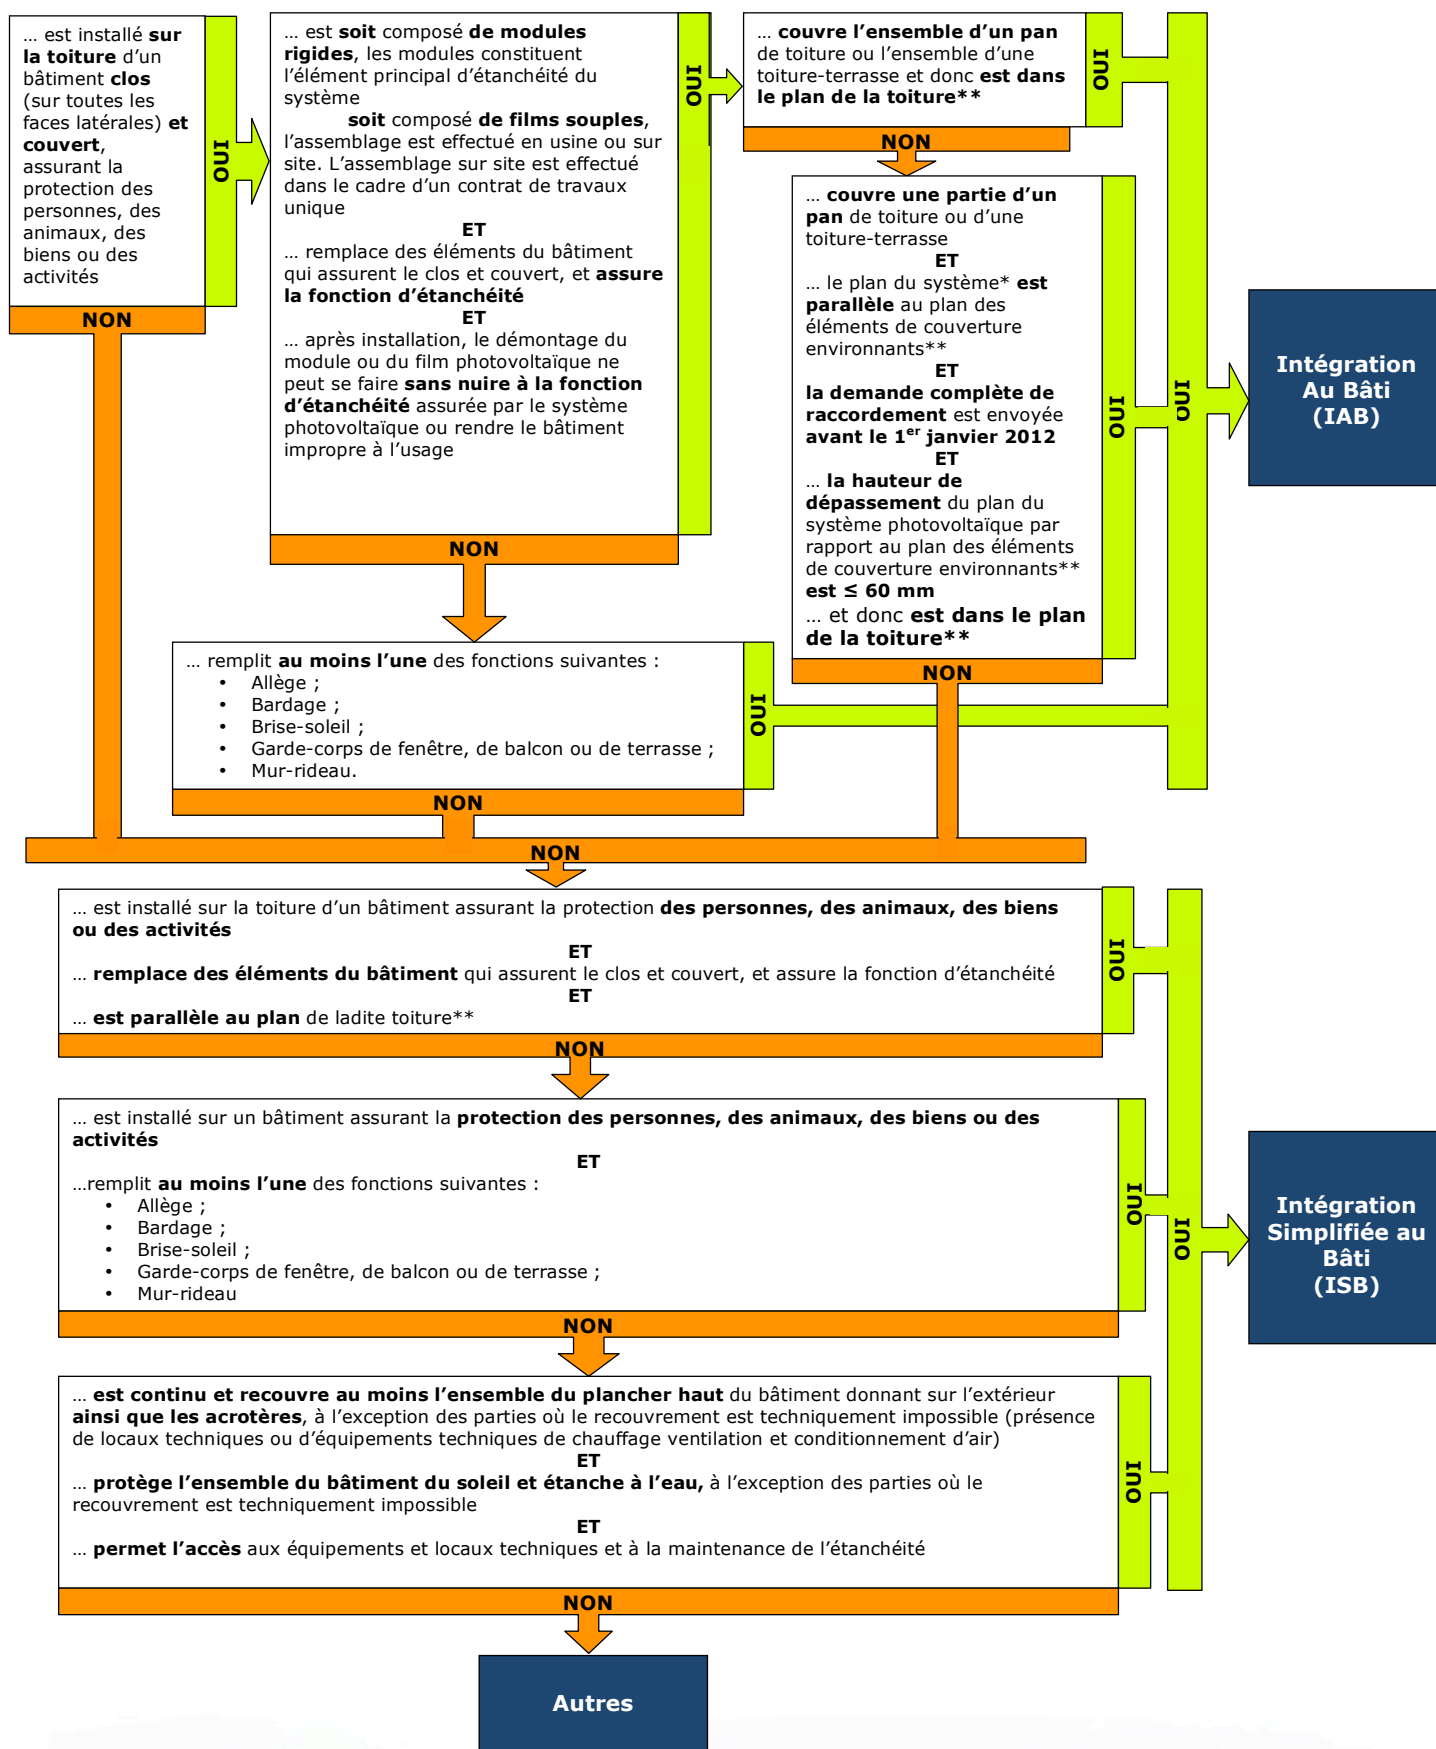 … est installé sur
la toiture d’un
bâtiment clos
(sur toutes les
faces latérales) et
couvert,
assurant la
protection des
personnes, des
animaux, des
biens ou des
activités
OUI
NON
… est soit composé de modules
rigides, les modules constituent
l’élément principal d’étanchéité du
système
soit composé de films souples,
l’assemblage est effectué en usine ou sur
site. L’assemblage sur site est effectué
dans le cadre d’un contrat de travaux
unique
ET
… remplace des éléments du bâtiment
qui assurent le clos et couvert, et assure
la fonction d’étanchéité
ET
… après installation, le démontage du
module ou du film photovoltaïque ne
peut se faire sans nuire à la fonction
d’étanchéité assurée par le système
photovoltaïque ou rendre le bâtiment
impropre à l’usage
OUI
NON
… couvre l’ensemble d’un pan
de toiture ou l’ensemble d’une
toiture-terrasse et donc est dans
le plan de la toiture**
OUI
NON
… couvre une partie d’un
pan de toiture ou d’une
toiture-terrasse
ET
… le plan du système* est
parallèle au plan des
éléments de couverture
environnants**
ET
la demande complète de
raccordement est envoyée
avant le 1er janvier 2012
ET
… la hauteur de
dépassement du plan du
système photovoltaïque par
rapport au plan des éléments
de couverture environnants**
est ≤ 60 mm
… et donc est dans le plan
de la toiture**
OUI
NON
OUI
Intégration
Au Bâti
(IAB)
… remplit au moins l’une des fonctions suivantes :
• Allège ;
• Bardage ;
• Brise-soleil ;
• Garde-corps de fenêtre, de balcon ou de terrasse ;
• Mur-rideau.
OUI
NON
NON
… est installé sur la toiture d’un bâtiment assurant la protection des personnes, des animaux, des biens
ou des activités
ET
… remplace des éléments du bâtiment qui assurent le clos et couvert, et assure la fonction d’étanchéité
ET
… est parallèle au plan de ladite toiture**
OUI
NON
… est installé sur un bâtiment assurant la protection des personnes, des animaux, des biens ou des
activités
ET
…remplit au moins l’une des fonctions suivantes :
• Allège ;
• Bardage ;
• Brise-soleil ;
• Garde-corps de fenêtre, de balcon ou de terrasse ;
• Mur-rideau
OUI
NON
OUI
Intégration
Simplifiée au
Bâti
(ISB)
… est continu et recouvre au moins l’ensemble du plancher haut du bâtiment donnant sur l’extérieur
ainsi que les acrotères, à l’exception des parties où le recouvrement est techniquement impossible (présence
de locaux techniques ou d’équipements techniques de chauffage ventilation et conditionnement d’air)
ET
… protège l’ensemble du bâtiment du soleil et étanche à l’eau, à l’exception des parties où le
recouvrement est techniquement impossible
ET
… permet l’accès aux équipements et locaux techniques et à la maintenance de l’étanchéité
OUI
NON
Autres